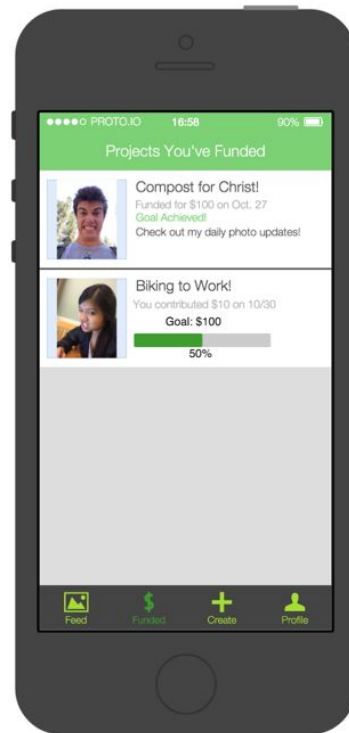 PROTO.IO 16:58 90%
Projects You've Funded
Compost for Christ!
Funded for $100 on Oct. 27
Goal Achieved!
Check out my daily photo updates!
Biking to Work!
You contributed $10 on 10/30
Goal: $100
50%
Feed Funded Create Profile